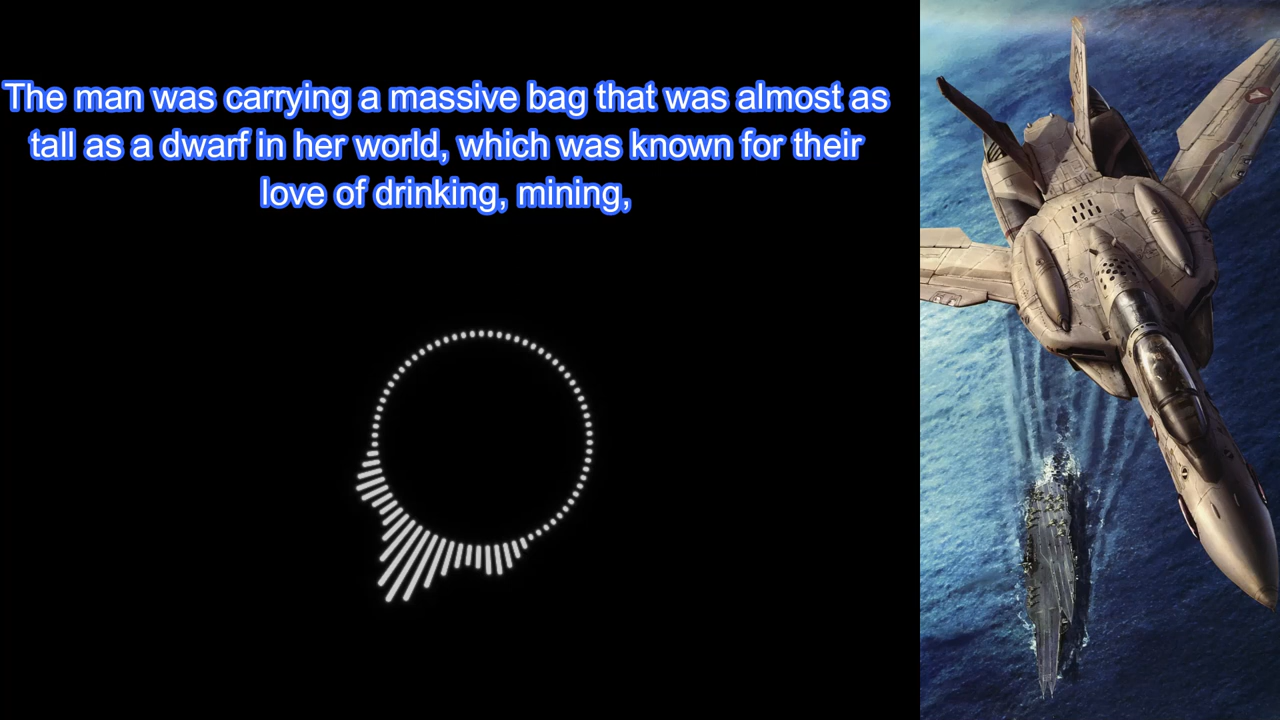 The man was carrying a massive bag that was almost as
tall as a dwarf in her world, which was known for their
love of drinking, mining,